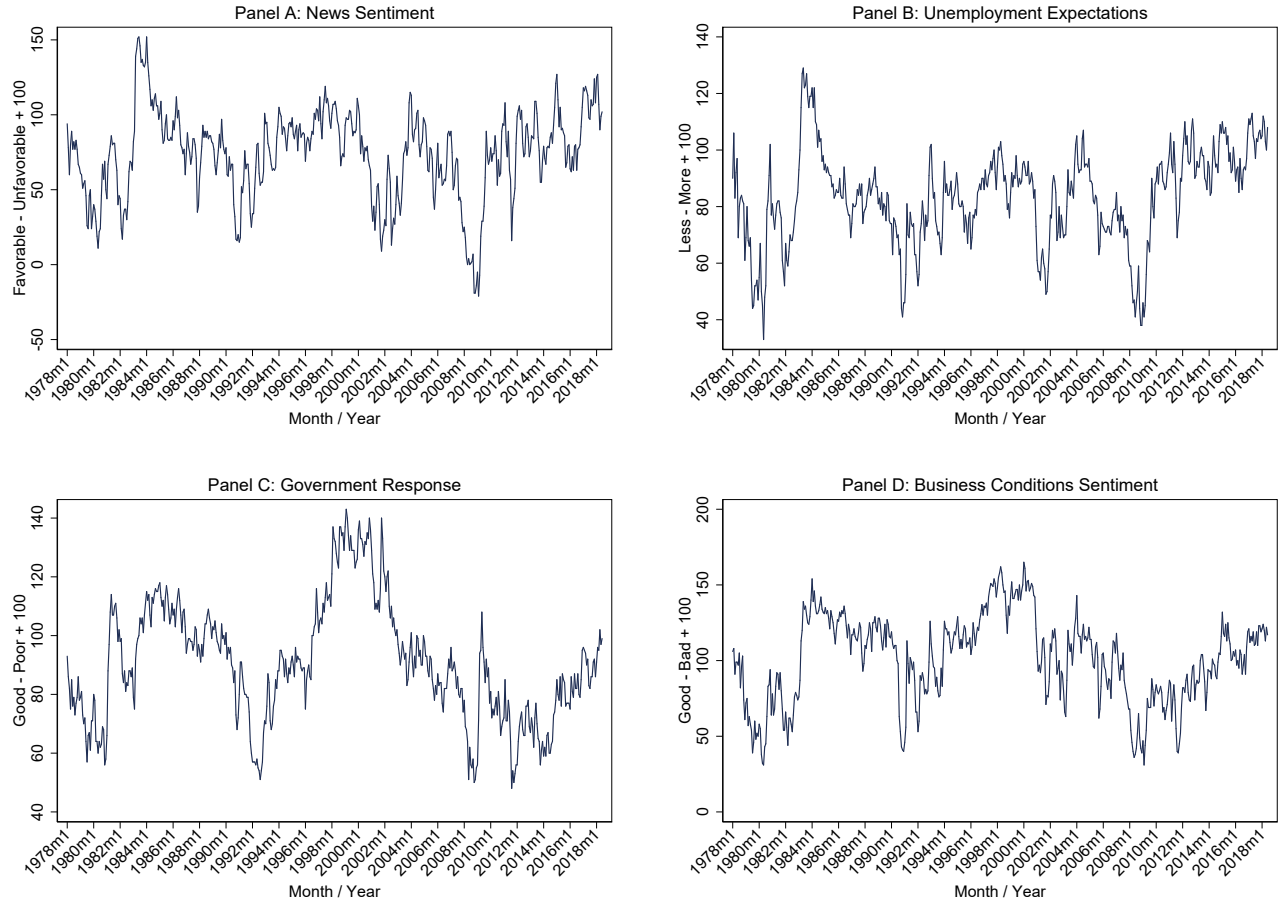 Panel A: News Sentiment
Favorable - Unfavorable + 100
150
100
50
0
-50
1978m1
1980m1
1982m1
1984m1
1986m1
1988m1
1990m1
1992m1
1994m1
1996m1
1998m1
2000m1
2002m1
2004m1
2006m1
2008m1
2010m1
2012m1
2014m1
2016m1
2018m1
Month / Year
Panel B: Unemployment Expectations
Less - More + 100
140
120
100
80
60
40
1978m1
1980m1
1982m1
1984m1
1986m1
1988m1
1990m1
1992m1
1994m1
1996m1
1998m1
2000m1
2002m1
2004m1
2006m1
2008m1
2010m1
2012m1
2014m1
2016m1
2018m1
Month / Year
Panel C: Government Response
Good - Poor + 100
140
120
100
80
60
40
1978m1
1980m1
1982m1
1984m1
1986m1
1988m1
1990m1
1992m1
1994m1
1996m1
1998m1
2000m1
2002m1
2004m1
2006m1
2008m1
2010m1
2012m1
2014m1
2016m1
2018m1
Month / Year
Panel D: Business Conditions Sentiment
Good - Bad + 100
200
150
100
50
0
1978m1
1980m1
1982m1
1984m1
1986m1
1988m1
1990m1
1992m1
1994m1
1996m1
1998m1
2000m1
2002m1
2004m1
2006m1
2008m1
2010m1
2012m1
2014m1
2016m1
2018m1
Month / Year